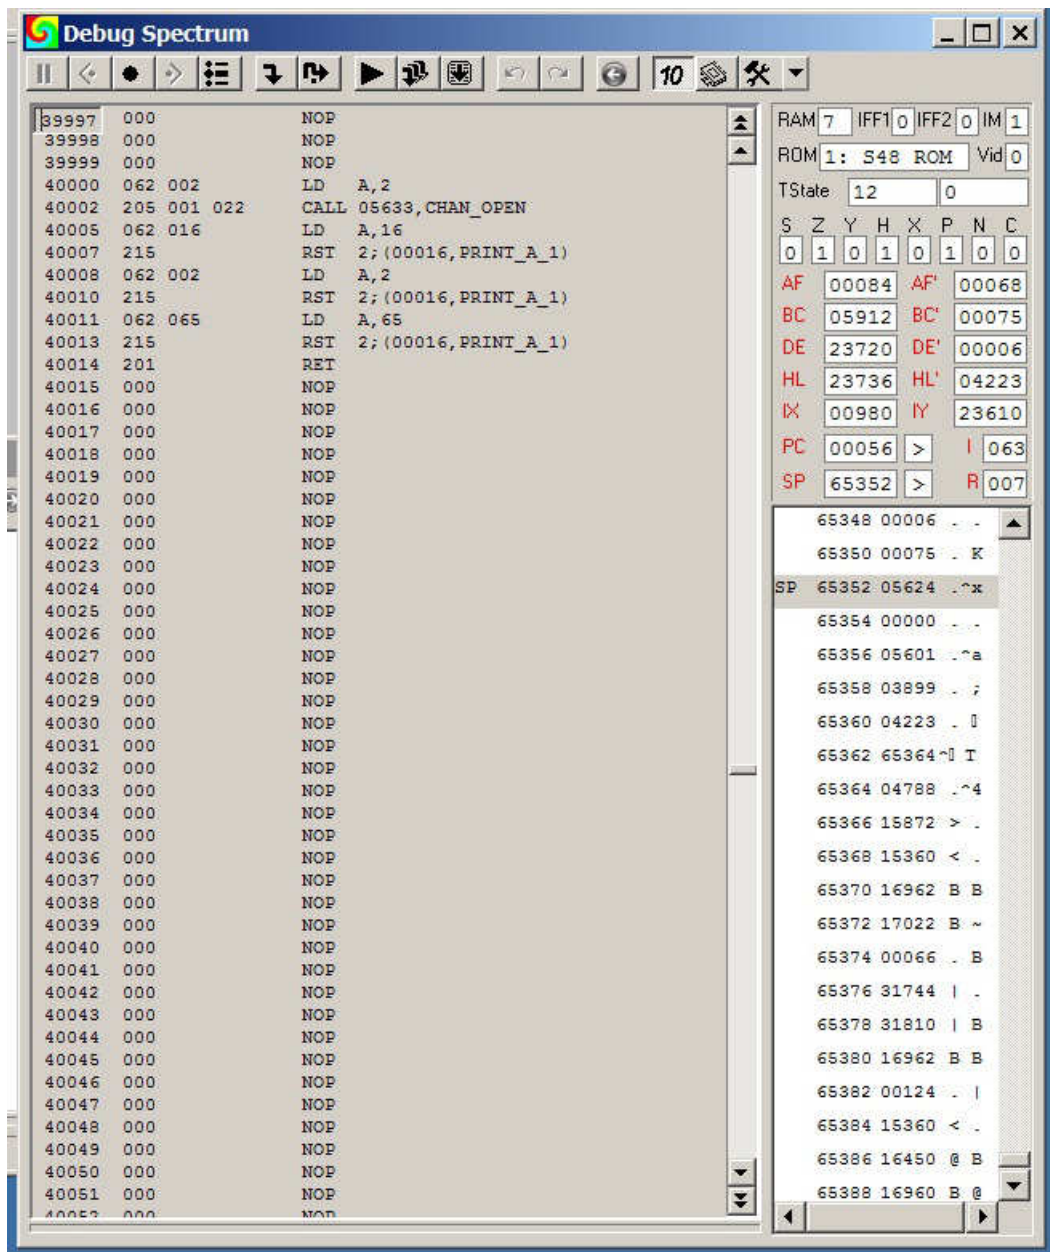 Debug Spectrum
10
39997 000 NOP
39998 000 NOP
39999 000 NOP
40000 062 002 LD A,2
40002 205 001 022 CALL 05633,CHAN_OPEN
40005 062 016 LD A,16
40007 215 RST 2;(00016,PRINT_A_1)
40008 062 002 LD A,2
40010 215 RST 2;(00016,PRINT_A_1)
40011 062 065 LD A,65
40013 215 RST 2;(00016,PRINT_A_1)
40014 201 RET
40015 000 NOP
40016 000 NOP
40017 000 NOP
40018 000 NOP
40019 000 NOP
40020 000 NOP
40021 000 NOP
40022 000 NOP
40023 000 NOP
40024 000 NOP
40025 000 NOP
40026 000 NOP
40027 000 NOP
40028 000 NOP
40029 000 NOP
40030 000 NOP
40031 000 NOP
40032 000 NOP
40033 000 NOP
40034 000 NOP
40035 000 NOP
40036 000 NOP
40037 000 NOP
40038 000 NOP
40039 000 NOP
40040 000 NOP
40041 000 NOP
40042 000 NOP
40043 000 NOP
40044 000 NOP
40045 000 NOP
40046 000 NOP
40047 000 NOP
40048 000 NOP
40049 000 NOP
40050 000 NOP
40051 000 NOP
40052 000 NOP
RAM 7 IFF1 0 IFF2 0 IM 1
ROM 1: S48 ROM Vid 0
TState 12 0
S Z Y H X P N C
0 1 0 1 0 1 0 0
AF 00084 AF' 00068
BC 05912 BC' 00075
DE 23720 DE' 00006
HL 23736 HL' 04223
IX 00980 IY 23610
PC 00056 > I 063
SP 65352 > R 007
65348 00006 . .
65350 00075 . K
SP 65352 05624 .^x
65354 00000 . .
65356 05601 .^a
65358 03899 . ;
65360 04223 . ▯
65362 65364 ^▯ T
65364 04788 .^4
65366 15872 > .
65368 15360 < .
65370 16962 B B
65372 17022 B ~
65374 00066 . B
65376 31744 | .
65378 31810 | B
65380 16962 B B
65382 00124 . |
65384 15360 < .
65386 16450 @ B
65388 16960 B @